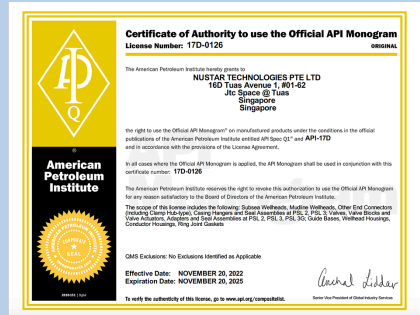 Certificate of Authority to use the Official API Monogram
License Number: 17D-0126
ORIGINAL
The American Petroleum Institute hereby grants to
NUSTAR TECHNOLOGIES PTE LTD
16D Tuas Avenue 1, #01-62
Jtc Space @ Tuas
Singapore
Singapore
the right to use the Official API Monogram® on manufactured products under the conditions in the official
publications of the American Petroleum Institute entitled API Spec Q1® and API-17D
and in accordance with the provisions of the License Agreement.
In all cases where the Official API Monogram is applied, the API Monogram shall be used in conjunction with this
certificate number: 17D-0126
The American Petroleum Institute reserves the right to revoke this authorization to use the Official API Monogram
for any reason satisfactory to the Board of Directors of the American Petroleum Institute.
The scope of this license includes the following: Subsea Wellheads, Mudline Wellheads, Other End Connectors
(Including Clamp Hub-type), Casing Hangers and Seal Assemblies at PSL 2, PSL 3; Valves, Valve Blocks and
Valve Actuators, Adapters and Seal Assemblies at PSL 2, PSL 3, PSL 3G; Guide Bases, Wellhead Housings,
Conductor Housings, Ring Joint Gaskets
QMS Exclusions: No Exclusions Identified as Applicable
Effective Date: NOVEMBER 20, 2022
Expiration Date: NOVEMBER 20, 2025
To verify the authenticity of this license, go to www.api.org/compositelist.
Senior Vice President of Global Industry Services
API
Q
American
Petroleum
Institute
SEAL